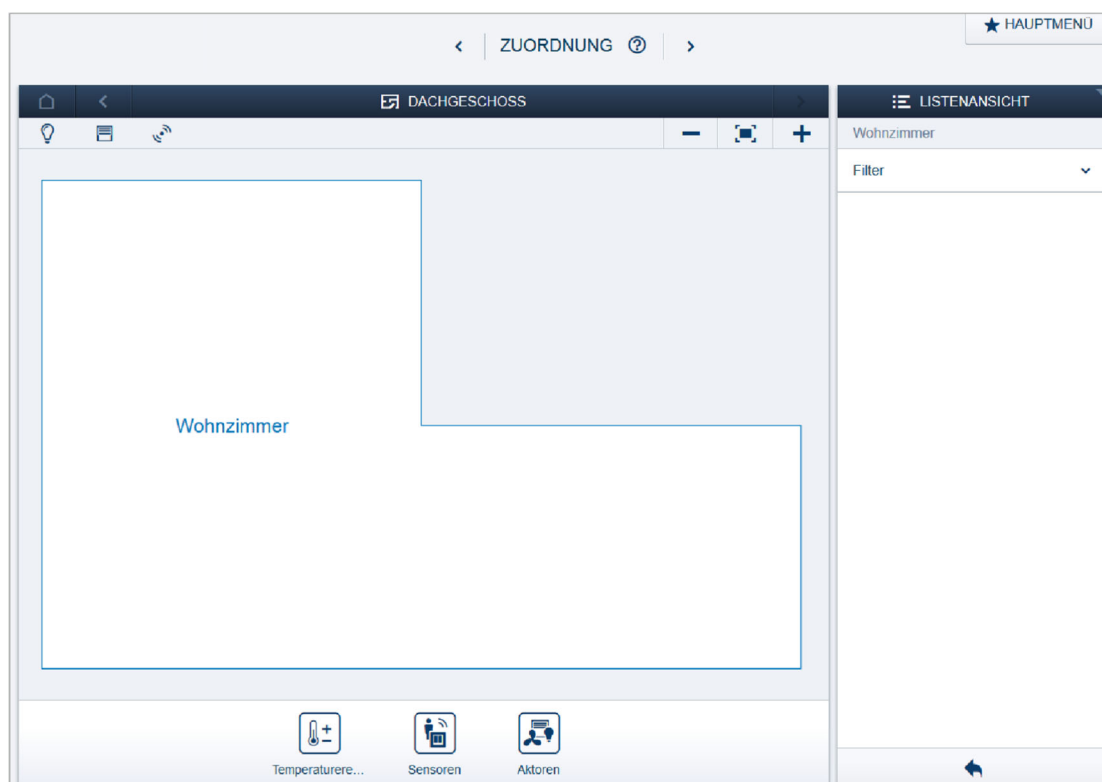 HAUPTMENÜ
ZUORDNUNG
DACHGESCHOSS
LISTENANSICHT
Wohnzimmer
Filter
Wohnzimmer
Temperaturere...
Sensoren
Aktoren